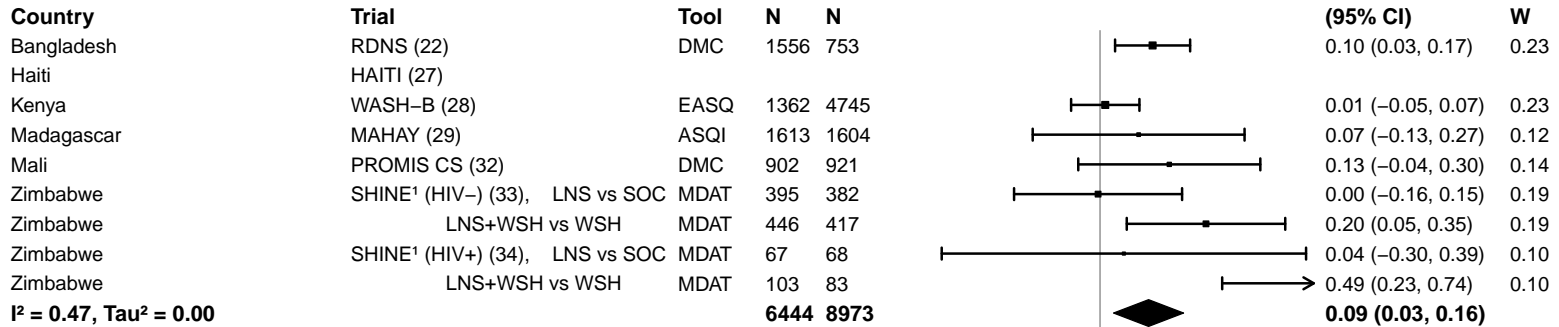 Country Trial Tool N N (95% CI) W
Bangladesh RDNS (22) DMC 1556 753 0.10 (0.03, 0.17) 0.23
Haiti HAITI (27)
Kenya WASH−B (28) EASQ 1362 4745 0.01 (−0.05, 0.07) 0.23
Madagascar MAHAY (29) ASQI 1613 1604 0.07 (−0.13, 0.27) 0.12
Mali PROMIS CS (32) DMC 902 921 0.13 (−0.04, 0.30) 0.14
Zimbabwe SHINE¹ (HIV−) (33), LNS vs SOC MDAT 395 382 0.00 (−0.16, 0.15) 0.19
Zimbabwe LNS+WSH vs WSH MDAT 446 417 0.20 (0.05, 0.35) 0.19
Zimbabwe SHINE¹ (HIV+) (34), LNS vs SOC MDAT 67 68 0.04 (−0.30, 0.39) 0.10
Zimbabwe LNS+WSH vs WSH MDAT 103 83 0.49 (0.23, 0.74) 0.10
I² = 0.47, Tau² = 0.00 6444 8973 0.09 (0.03, 0.16)